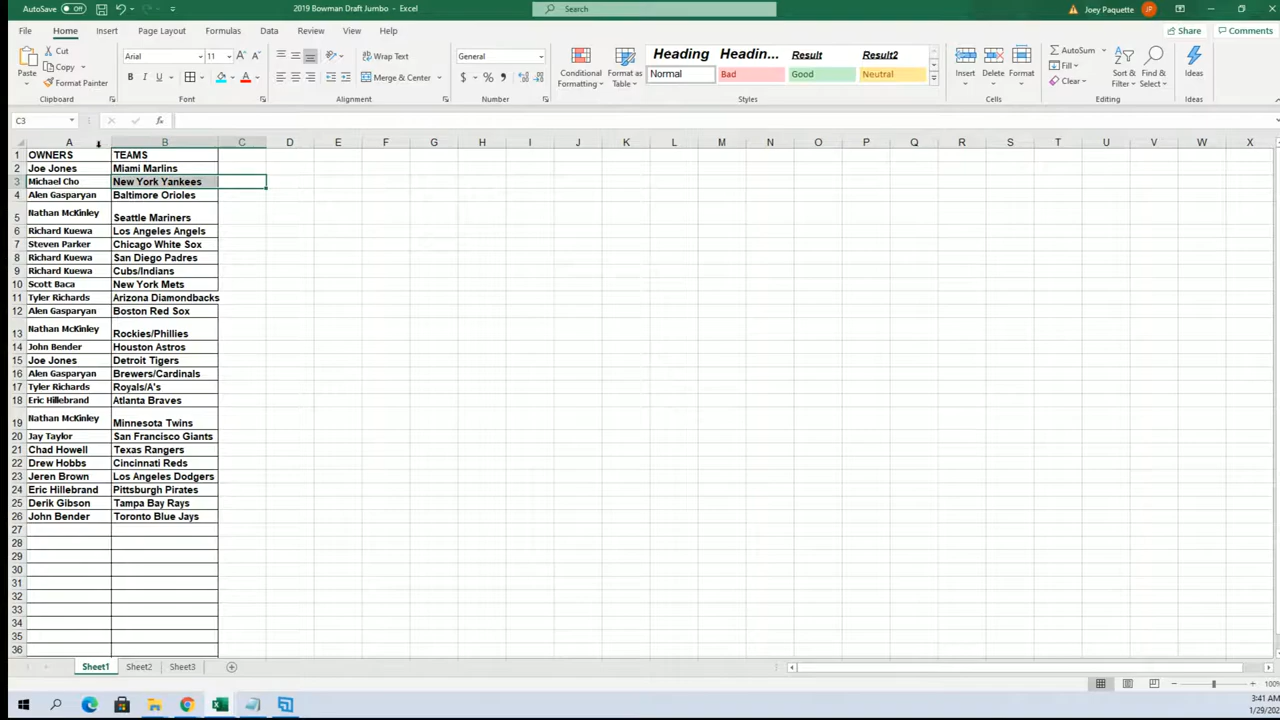 AutoSave Off 2019 Bowman Draft Jumbo - Excel Search Joey Paquette JP
File Home Insert Page Layout Formulas Data Review View Help Share Comments
Cut
Copy
Format Painter
Paste
Clipboard
Arial 11
B I U
Font
Wrap Text
Merge & Center
Alignment
General
$ % ,
Number
Conditional Formatting
Format as Table
Heading Headin... Result Result2
Normal Bad Good Neutral
Styles
Insert Delete Format
Cells
AutoSum
Fill
Clear
Sort & Filter
Find & Select
Editing
Ideas
Ideas
C3
A B C D E F G H I J K L M N O P Q R S T U V W X
1 OWNERS TEAMS
2 Joe Jones Miami Marlins
3 Michael Cho New York Yankees
4 Alen Gasparyan Baltimore Orioles
5 Nathan McKinley Seattle Mariners
6 Richard Kuewa Los Angeles Angels
7 Steven Parker Chicago White Sox
8 Richard Kuewa San Diego Padres
9 Richard Kuewa Cubs/Indians
10 Scott Baca New York Mets
11 Tyler Richards Arizona Diamondbacks
12 Alen Gasparyan Boston Red Sox
13 Nathan McKinley Rockies/Phillies
14 John Bender Houston Astros
15 Joe Jones Detroit Tigers
16 Alen Gasparyan Brewers/Cardinals
17 Tyler Richards Royals/A's
18 Eric Hillebrand Atlanta Braves
19 Nathan McKinley Minnesota Twins
20 Jay Taylor San Francisco Giants
21 Chad Howell Texas Rangers
22 Drew Hobbs Cincinnati Reds
23 Jeren Brown Los Angeles Dodgers
24 Eric Hillebrand Pittsburgh Pirates
25 Derik Gibson Tampa Bay Rays
26 John Bender Toronto Blue Jays
27
28
29
30
31
32
33
34
35
36
Sheet1 Sheet2 Sheet3
100%
3:41 AM
1/29/202